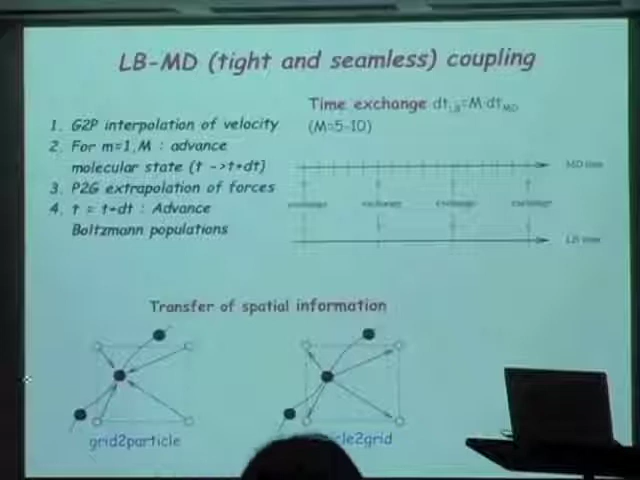 LB-MD (tight and seamless) coupling
1. G2P interpolation of velocity
2. For m=1,M : advance
molecular state (t ->t+dt)
3. P2G extrapolation of forces
4. t = t+dt : Advance
Boltzmann populations
Time exchange dtLB=M·dtMD
(M=5-10)
MD time
exchange exchange exchange exchange
LB time
Transfer of spatial information
grid2particle
cle2grid